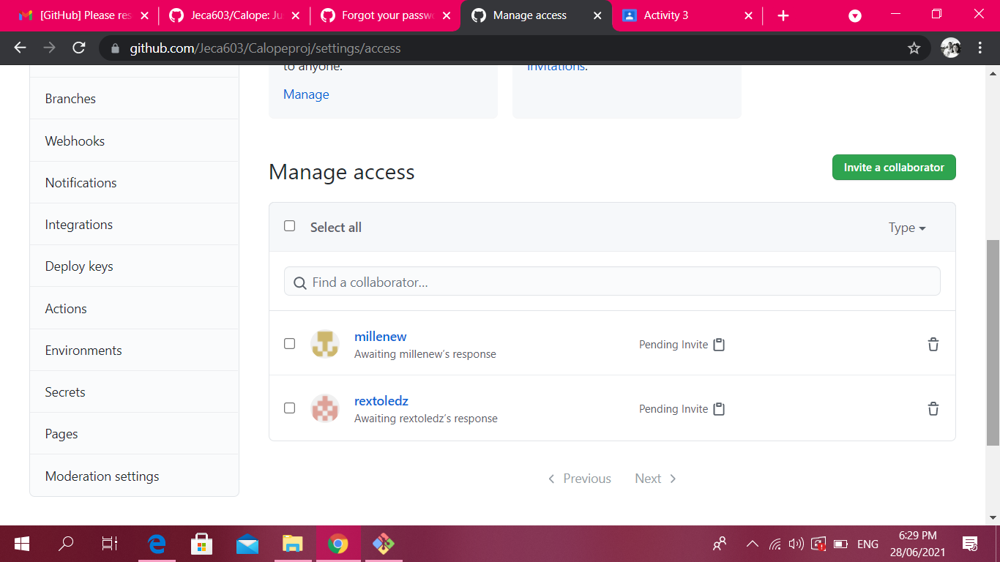 [GitHub] Please res
Jeca603/Calope: Ju
Forgot your passw
Manage access
Activity 3
github.com/Jeca603/Calopeproj/settings/access
to anyone.
invitations.
Manage
Branches
Webhooks
Notifications
Integrations
Deploy keys
Actions
Environments
Secrets
Pages
Moderation settings
Manage access
Invite a collaborator
Select all
Type
Find a collaborator...
millenew
Awaiting millenew's response
Pending Invite
rextoledz
Awaiting rextoledz's response
Pending Invite
Previous
Next
ENG
6:29 PM
28/06/2021